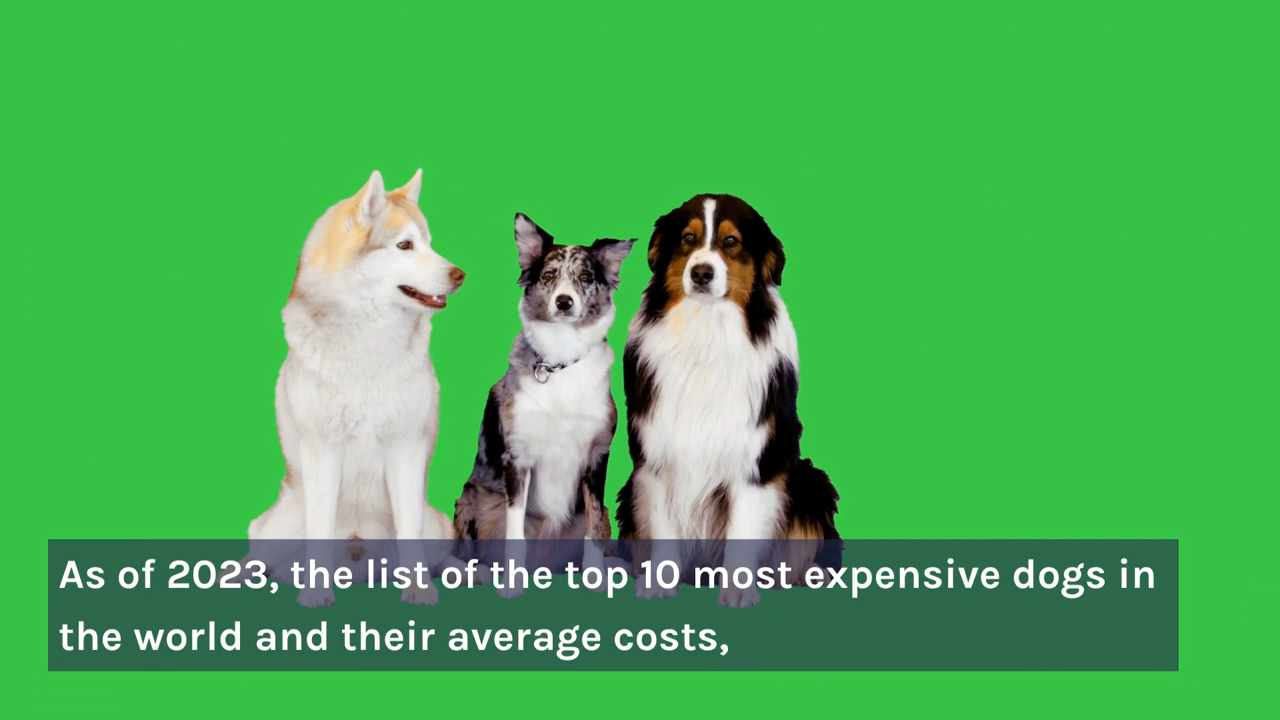 As of 2023, the list of the top 10 most expensive dogs in
the world and their average costs,